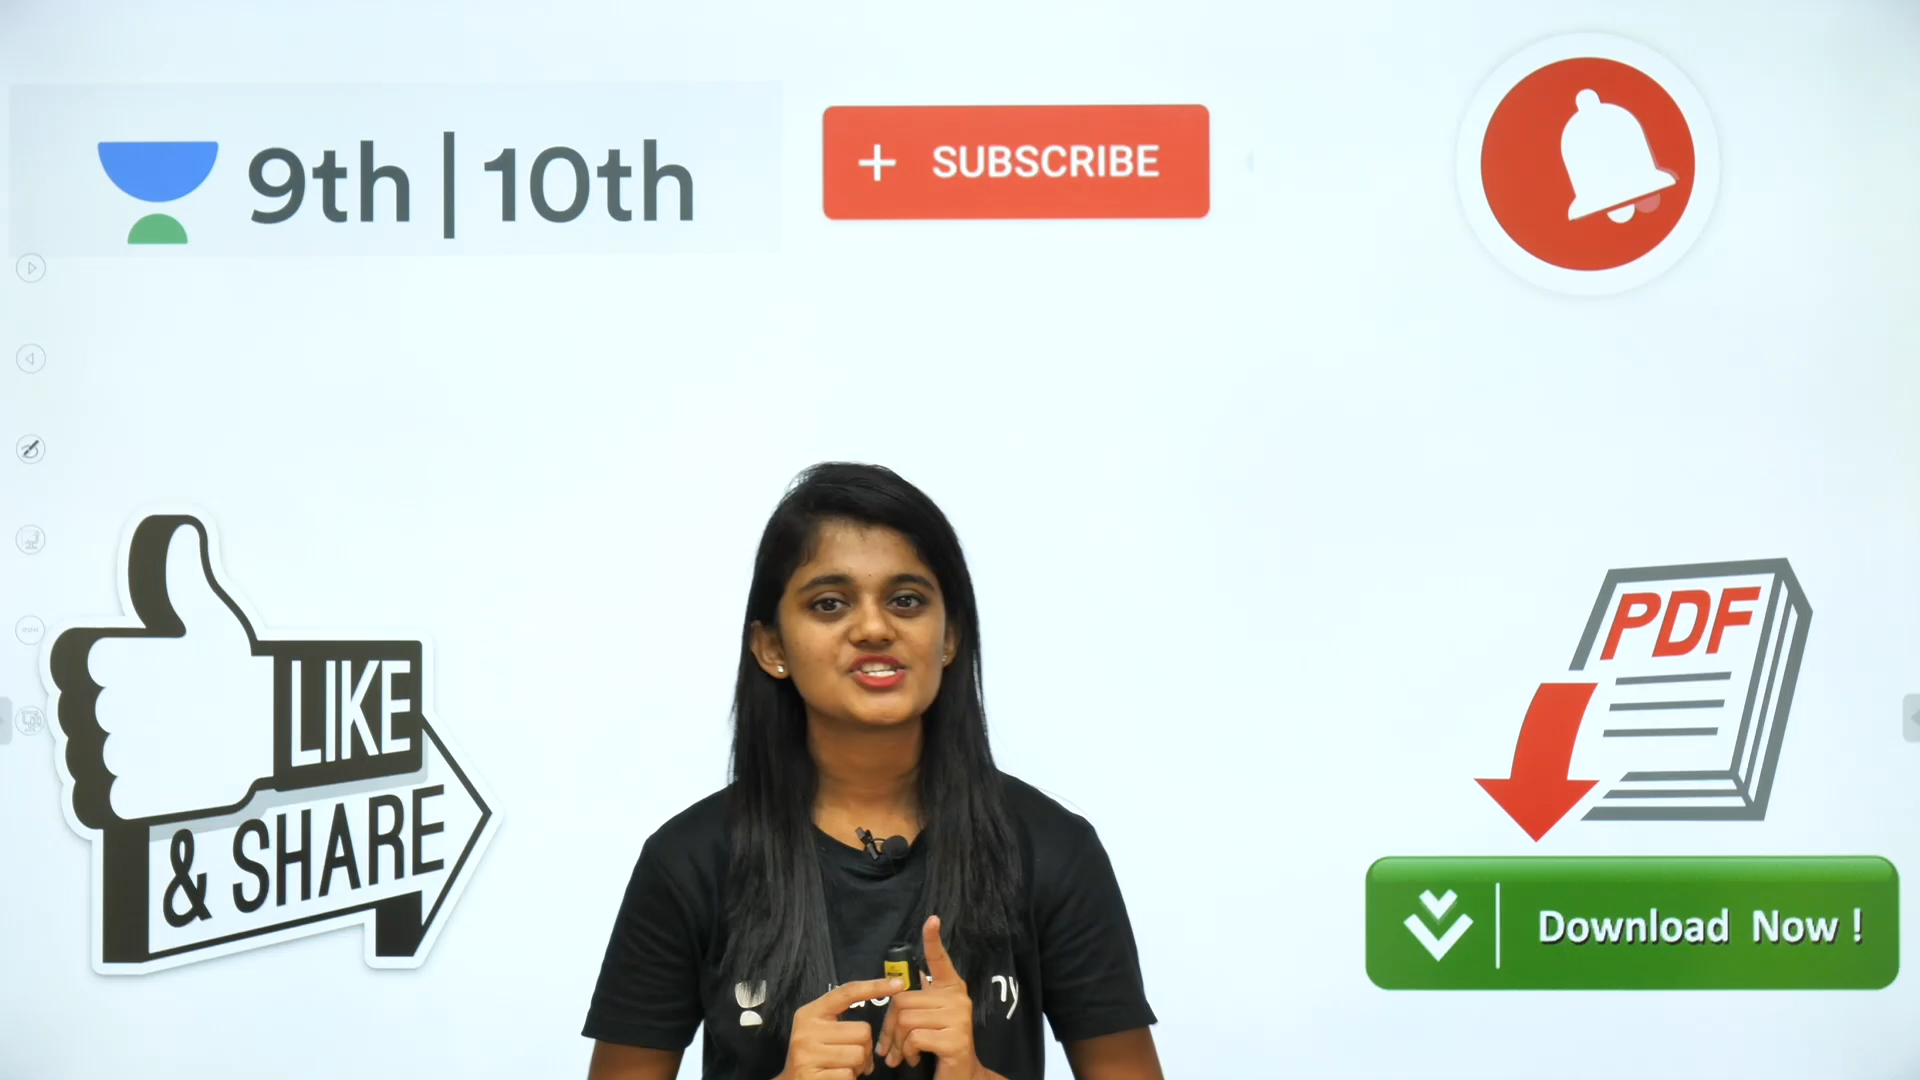 9th | 10th
+ SUBSCRIBE
LIKE
& SHARE
PDF
Download Now !